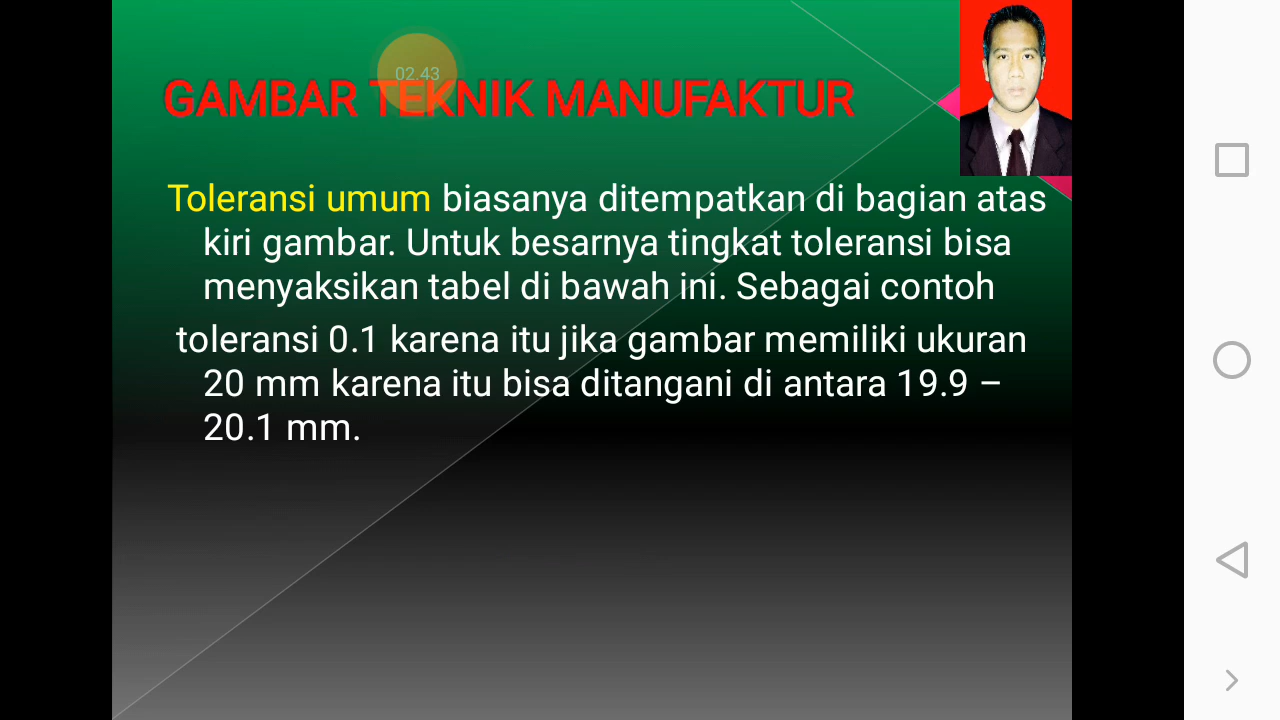 02.43
GAMBAR TEKNIK MANUFAKTUR
Toleransi umum biasanya ditempatkan di bagian atas
kiri gambar. Untuk besarnya tingkat toleransi bisa
menyaksikan tabel di bawah ini. Sebagai contoh
toleransi 0.1 karena itu jika gambar memiliki ukuran
20 mm karena itu bisa ditangani di antara 19.9 –
20.1 mm.